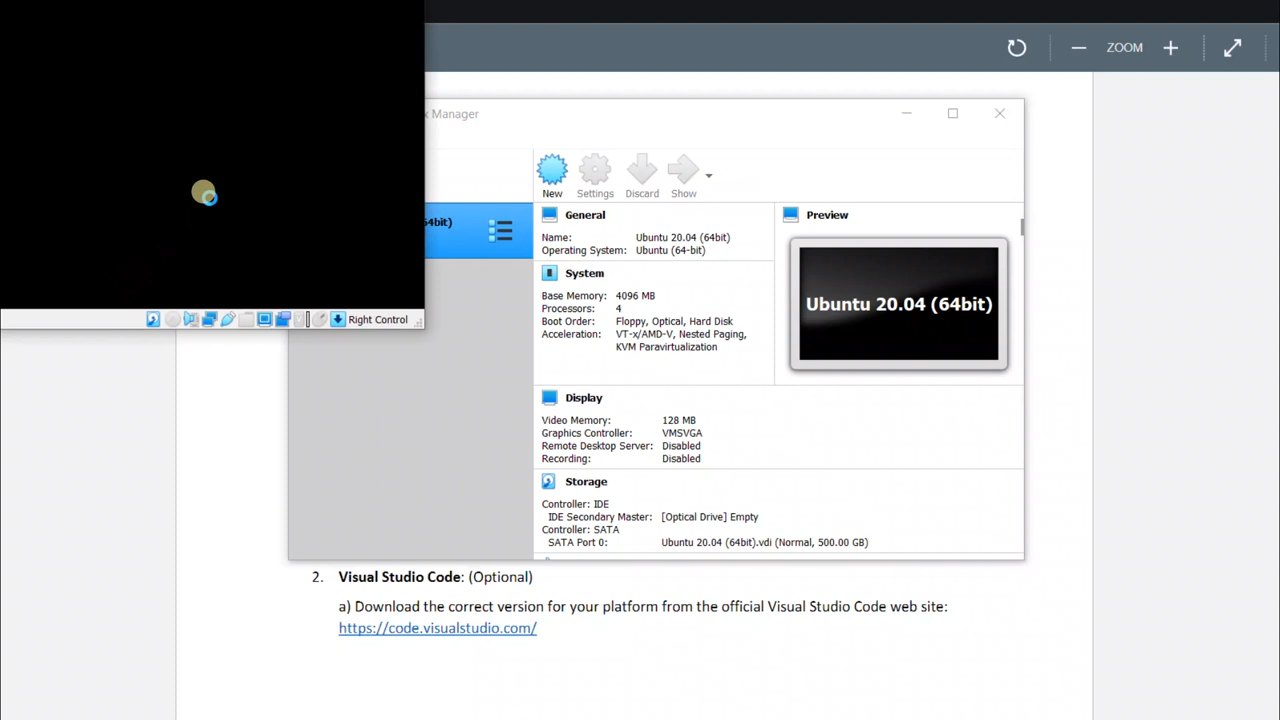 ZOOM
x Manager
New
Settings
Discard
Show
64bit)
General
Name: Ubuntu 20.04 (64bit)
Operating System: Ubuntu (64-bit)
System
Base Memory: 4096 MB
Processors: 4
Boot Order: Floppy, Optical, Hard Disk
Acceleration: VT-x/AMD-V, Nested Paging,
KVM Paravirtualization
Preview
Ubuntu 20.04 (64bit)
Right Control
Display
Video Memory: 128 MB
Graphics Controller: VMSVGA
Remote Desktop Server: Disabled
Recording: Disabled
Storage
Controller: IDE
IDE Secondary Master: [Optical Drive] Empty
Controller: SATA
SATA Port 0: Ubuntu 20.04 (64bit).vdi (Normal, 500.00 GB)
2. Visual Studio Code: (Optional)
a) Download the correct version for your platform from the official Visual Studio Code web site:
https://code.visualstudio.com/